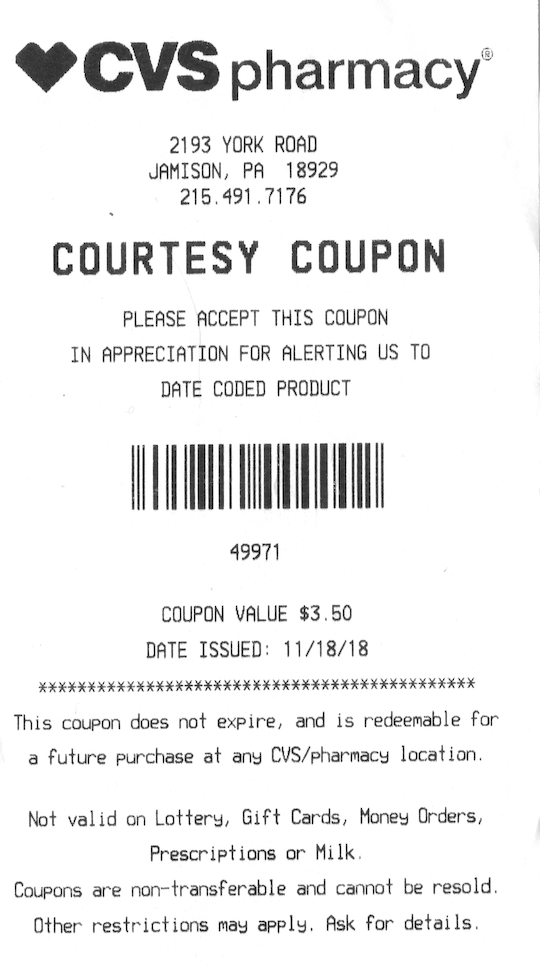 CVS pharmacy®
2193 YORK ROAD
JAMISON, PA 18929
215.491.7176
COURTESY COUPON
PLEASE ACCEPT THIS COUPON
IN APPRECIATION FOR ALERTING US TO
DATE CODED PRODUCT
49971
COUPON VALUE $3.50
DATE ISSUED: 11/18/18
*********************************************
This coupon does not expire, and is redeemable for
a future purchase at any CVS/pharmacy location.
Not valid on Lottery, Gift Cards, Money Orders,
Prescriptions or Milk.
Coupons are non-transferable and cannot be resold.
Other restrictions may apply. Ask for details.